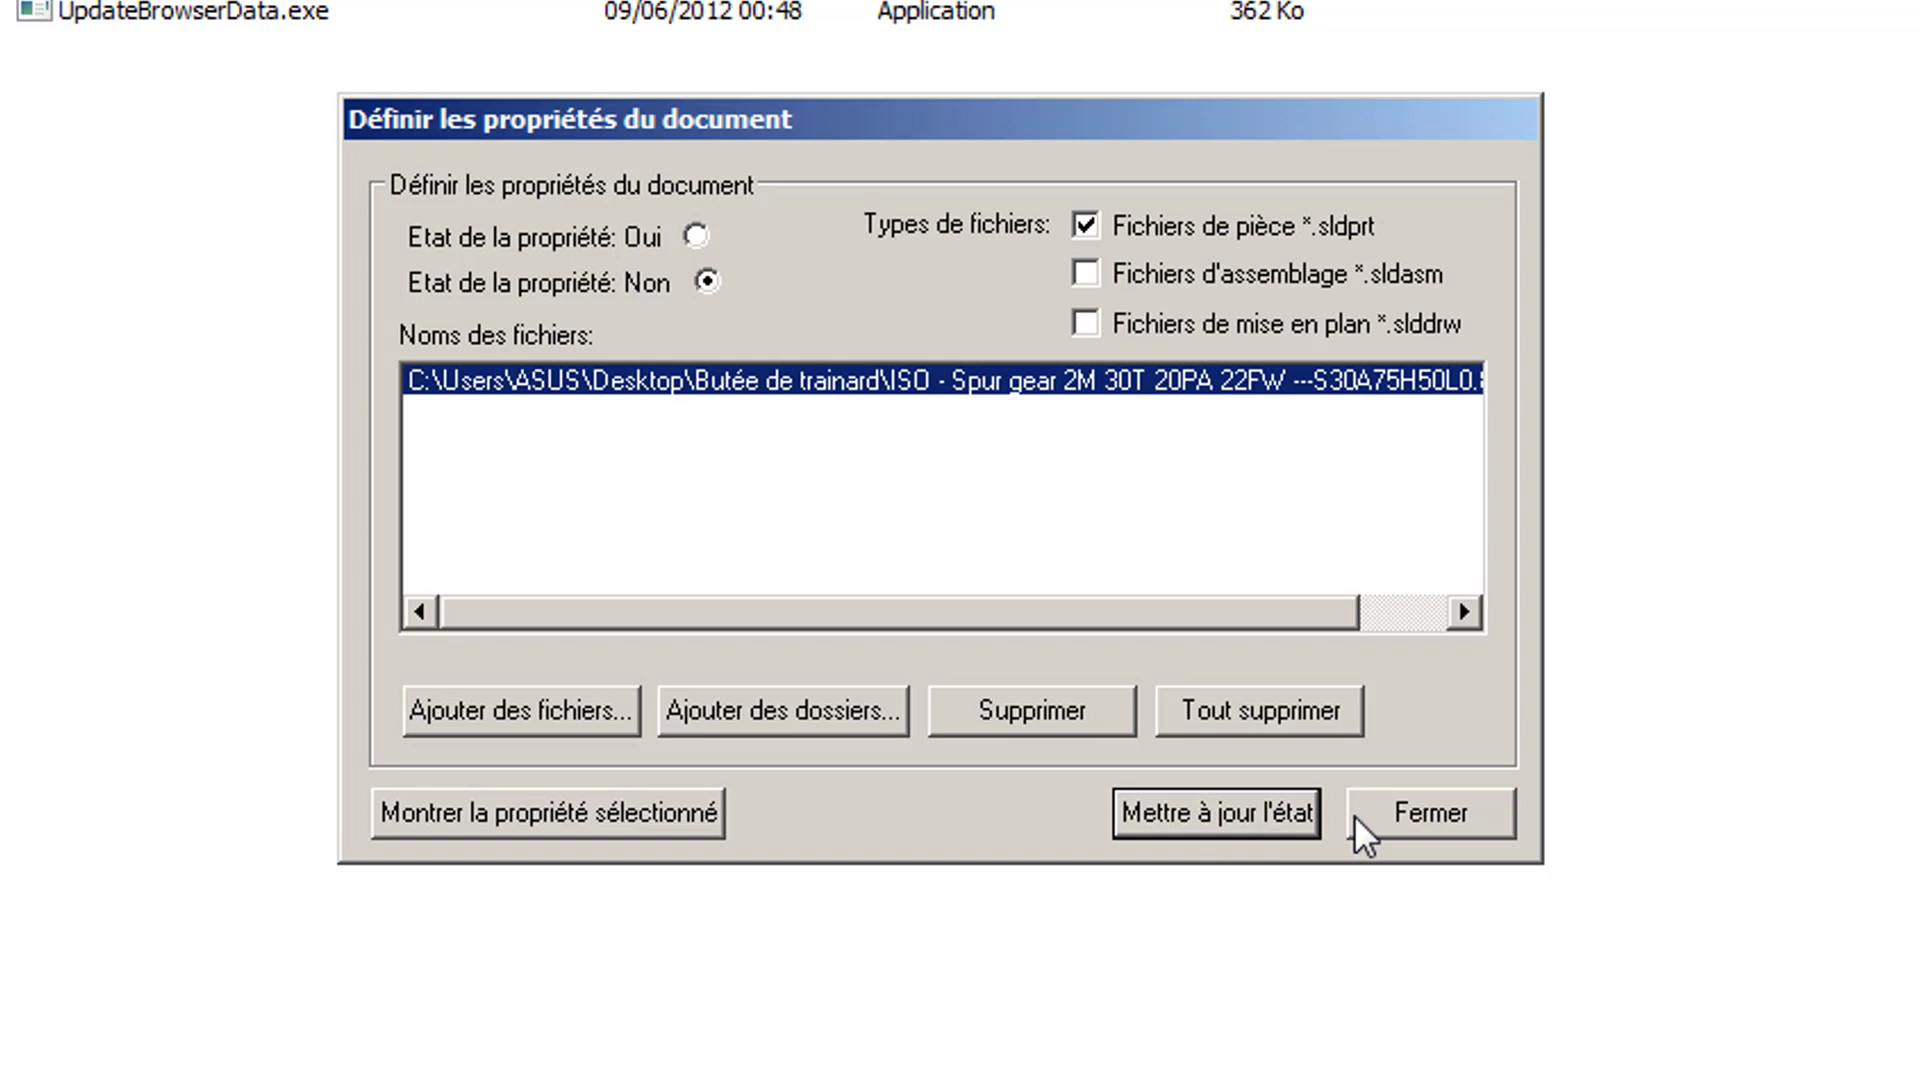 UpdateBrowserData.exe 09/06/2012 00:48 Application 362 Ko
Définir les propriétés du document
Définir les propriétés du document
Etat de la propriété: Oui
Types de fichiers: Fichiers de pièce *.sldprt
Etat de la propriété: Non
Fichiers d'assemblage *.sldasm
Noms des fichiers:
Fichiers de mise en plan *.slddrw
C:\Users\ASUS\Desktop\Butée de trainard\ISO - Spur gear 2M 30T 20PA 22FW ---S30A75H50L0.
Ajouter des fichiers... Ajouter des dossiers... Supprimer Tout supprimer
Montrer la propriété sélectionné Mettre à jour l'état Fermer